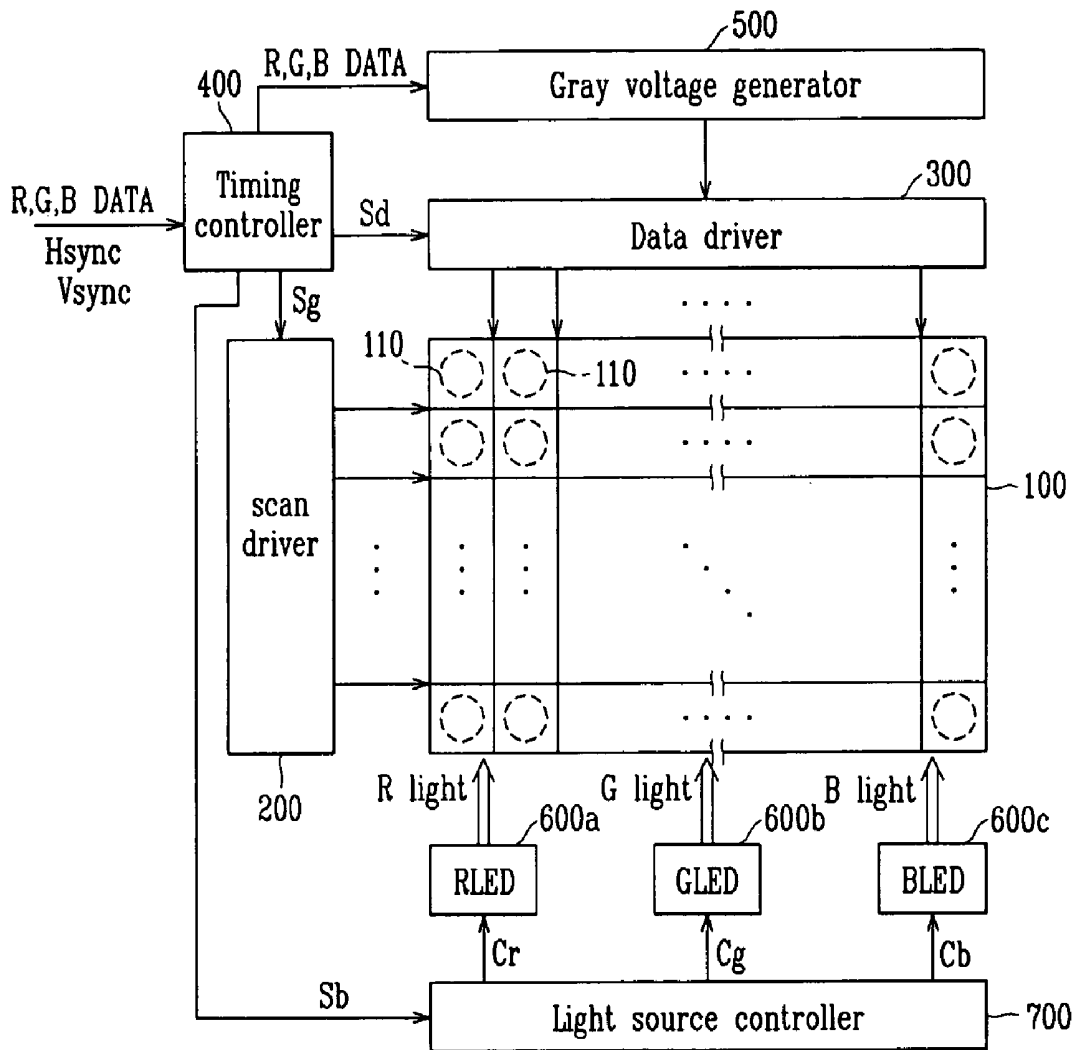 500
R,G,B DATA
400
Gray voltage generator
Timing
controller
R,G,B DATA
Hsync
Vsync
Sd
300
Data driver
Sg
110
110
scan
driver
100
200
R light
G light
B light
600a
600b
600c
RLED
GLED
BLED
Cr
Cg
Cb
Sb
Light source controller
700